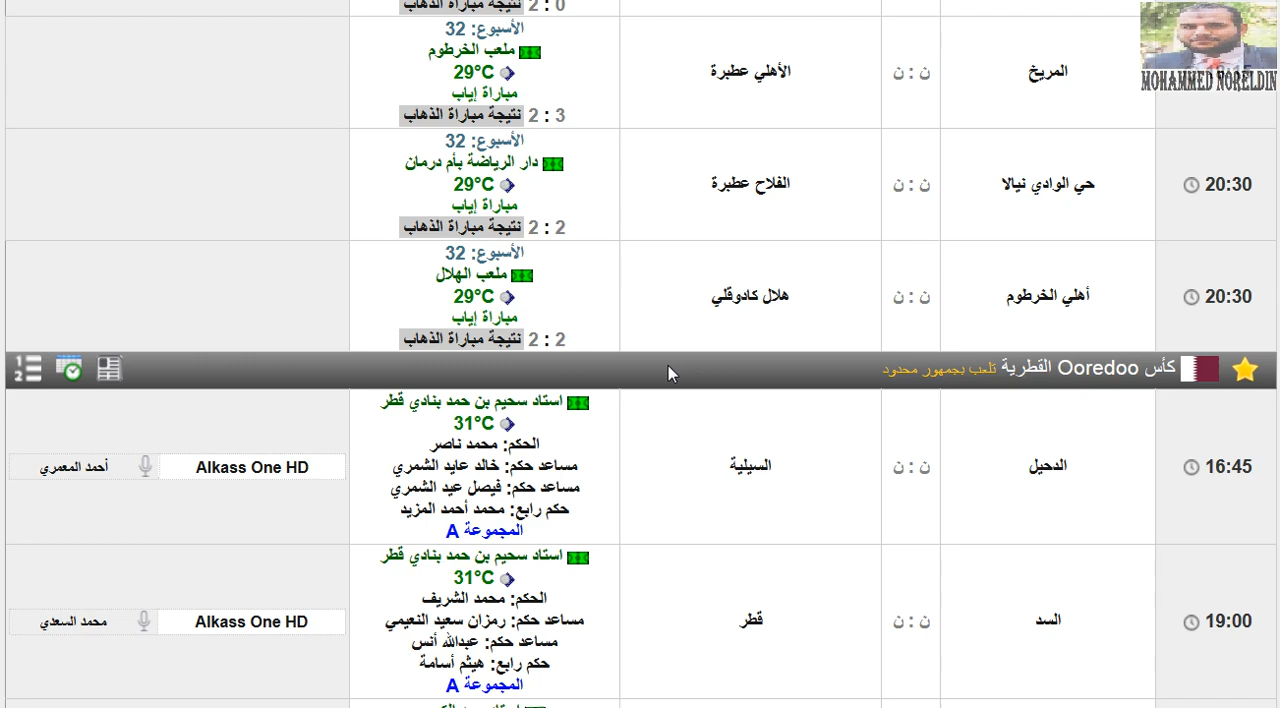 نتيجة مباراة الذهاب 2 : 0
MOHAMMED NORELDIN
المريخ
ن : ن
الأهلي عطبرة
الأسبوع: 32
ملعب الخرطوم
29°C
مباراة إياب
نتيجة مباراة الذهاب 2 : 3
20:30
حي الوادي نيالا
ن : ن
الفلاح عطبرة
الأسبوع: 32
دار الرياضة بأم درمان
29°C
مباراة إياب
نتيجة مباراة الذهاب 2 : 2
20:30
أهلي الخرطوم
ن : ن
هلال كادوقلي
الأسبوع: 32
ملعب الهلال
29°C
مباراة إياب
نتيجة مباراة الذهاب 2 : 2
كأس Ooredoo القطرية تلعب بجمهور محدود
16:45
الدحيل
ن : ن
السيلية
استاد سحيم بن حمد بنادي قطر
31°C
الحكم: محمد ناصر
مساعد حكم: خالد عايد الشمري
مساعد حكم: فيصل عيد الشمري
حكم رابع: محمد أحمد المزيد
المجموعة A
Alkass One HD
أحمد المعمري
19:00
السد
ن : ن
قطر
استاد سحيم بن حمد بنادي قطر
31°C
الحكم: محمد الشريف
مساعد حكم: رمزان سعيد النعيمي
مساعد حكم: عبدالله أنس
حكم رابع: هيثم أسامة
المجموعة A
Alkass One HD
محمد السعدي